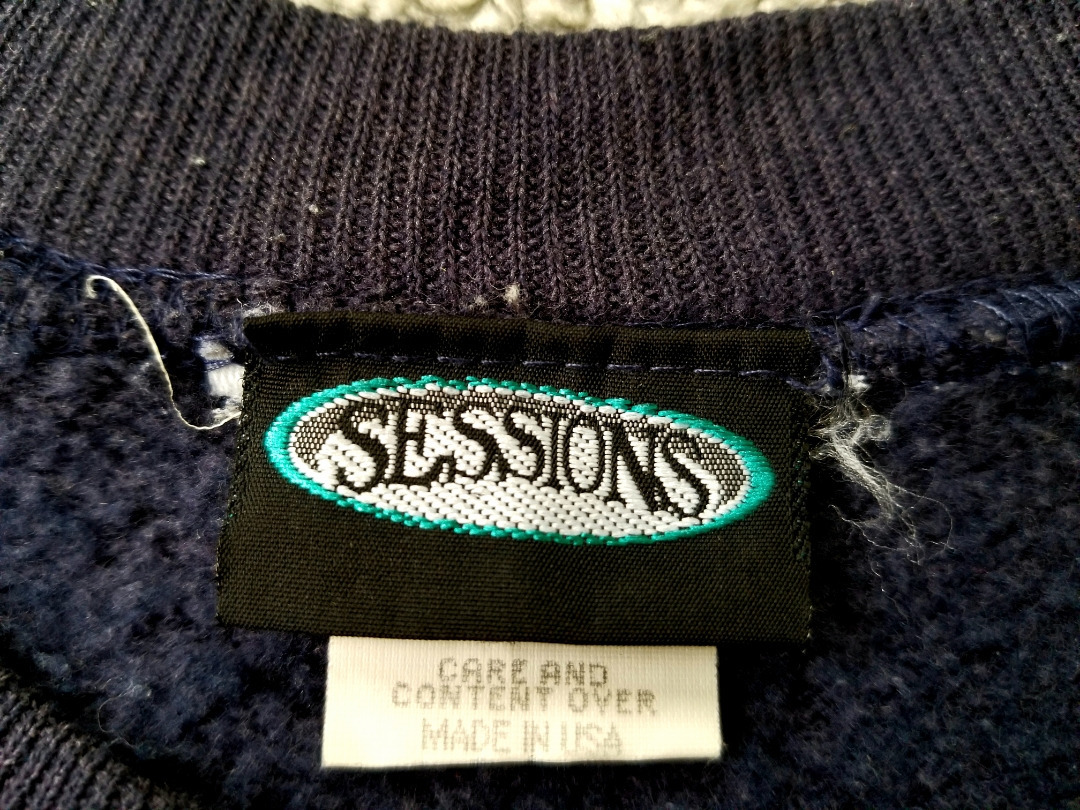 SESSIONS
CARE AND
CONTENT OVER
MADE IN USA